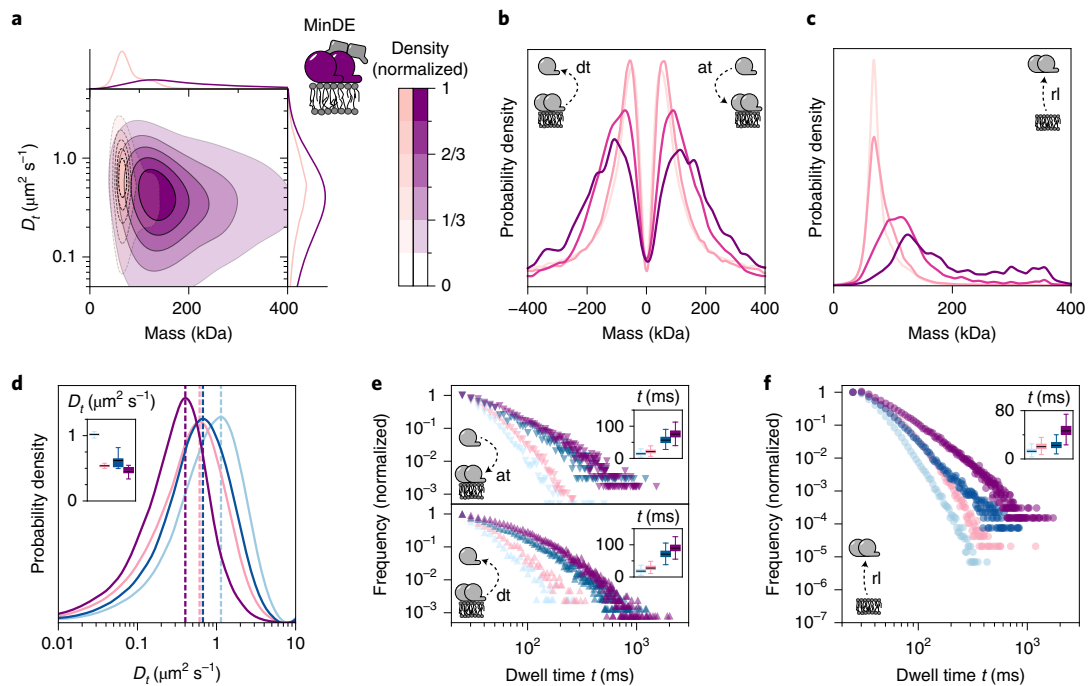 a
MinDE
Density
(normalized)
1
2/3
1/3
0
D_t (μm² s⁻¹)
1.0
0.1
0 200 400
Mass (kDa)
b
dt
at
Probability density
−400 −200 0 200 400
Mass (kDa)
c
rl
Probability density
0 200 400
Mass (kDa)
d
D_t (μm² s⁻¹)
1
0
Probability density
0.01 0.1 1 10
D_t (μm² s⁻¹)
e
Frequency (normalized)
1
10⁻¹
10⁻²
10⁻³
at
t (ms)
100
0
1
10⁻¹
10⁻²
10⁻³
dt
t (ms)
100
0
10² 10³
Dwell time t (ms)
f
Frequency (normalized)
1
10⁻¹
10⁻²
10⁻³
10⁻⁴
10⁻⁵
10⁻⁶
10⁻⁷
t (ms)
80
0
rl
10² 10³
Dwell time t (ms)